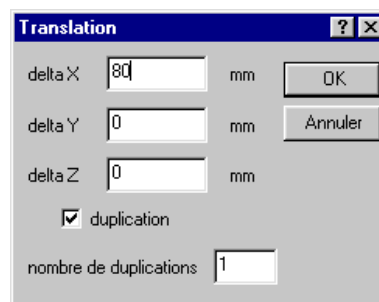 Translation
delta X 80 mm OK
delta Y 0 mm Annuler
delta Z 0 mm
duplication
nombre de duplications 1